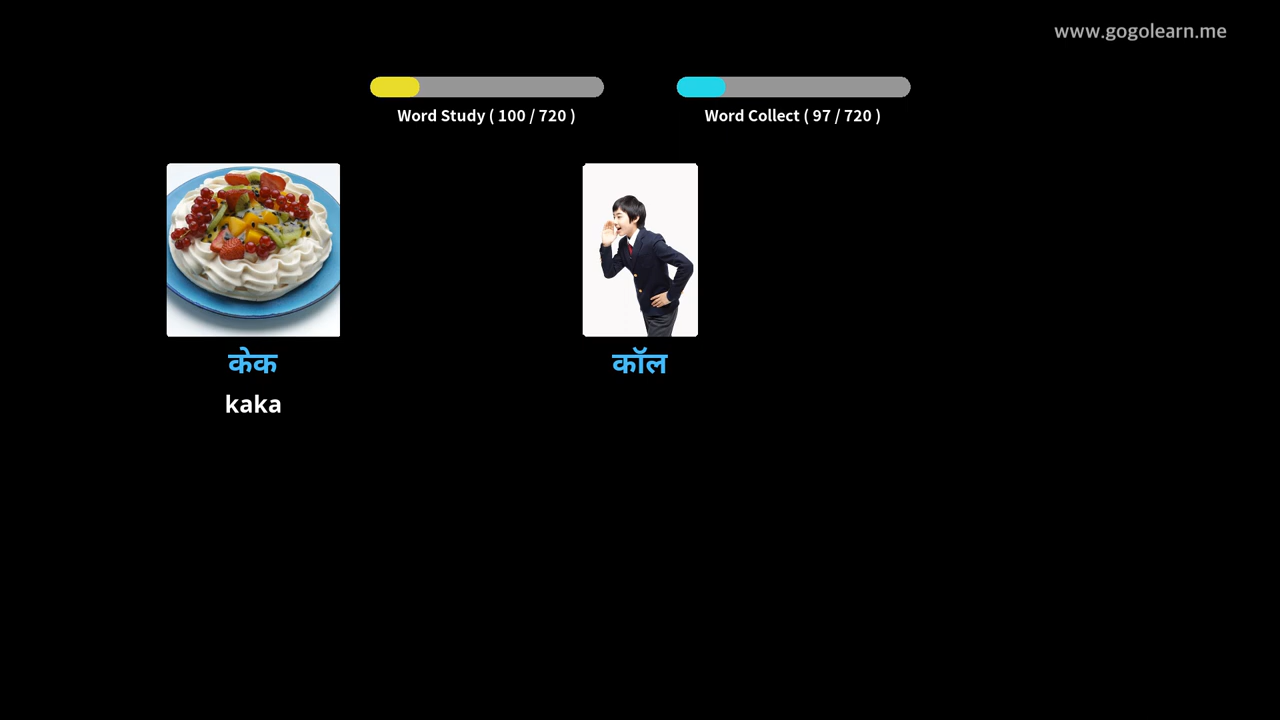 www.gogolearn.me
Word Study ( 100 / 720 )
Word Collect ( 97 / 720 )
केक
कॉल
kaka